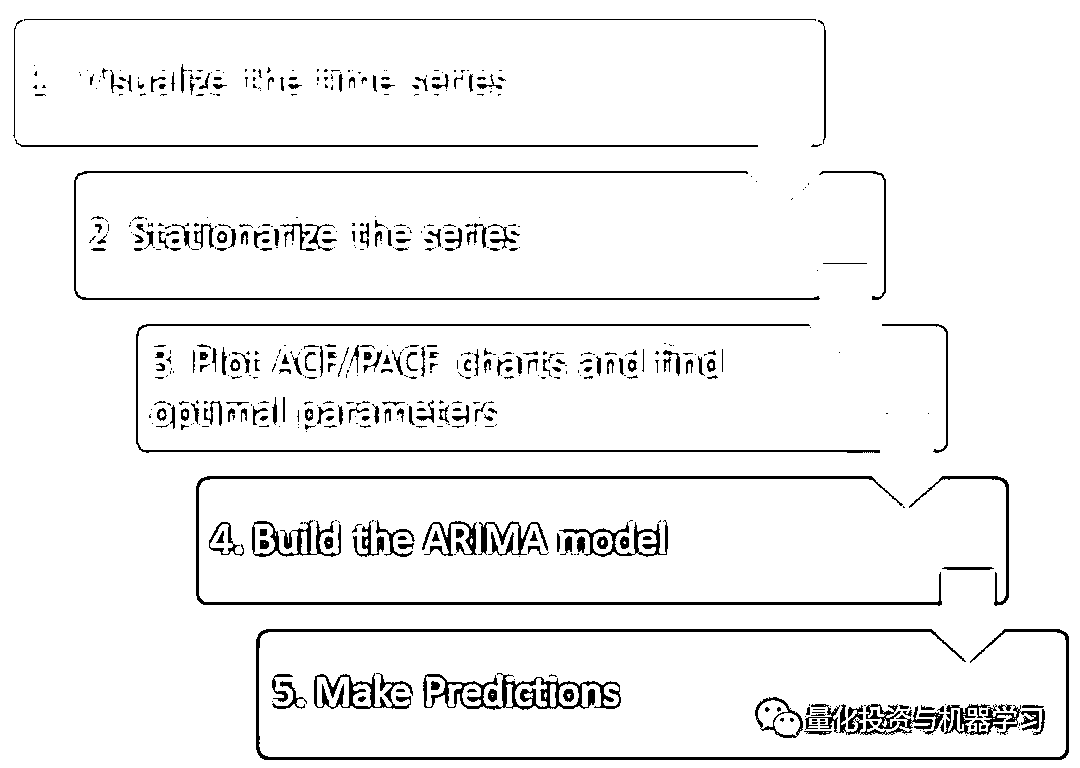 1. Visualize the time series
2 Stationarize the series
3. Plot ACF/PACF charts and find
optimal parameters
4. Build the ARIMA model
5. Make Predictions
量化投资与机器学习